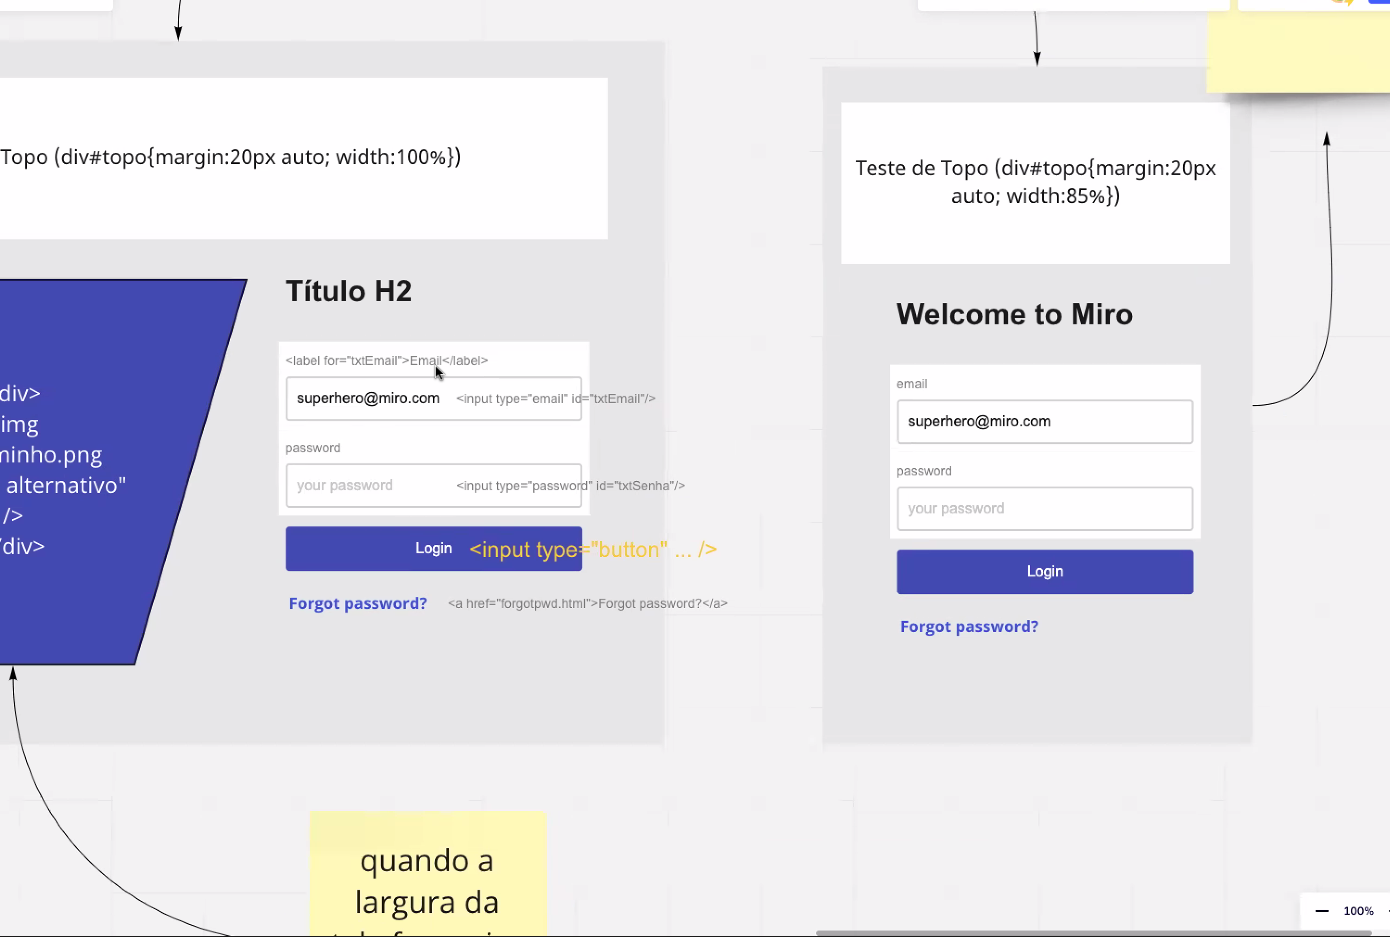 Topo (div#topo{margin:20px auto; width:100%})
Teste de Topo (div#topo{margin:20px
auto; width:85%})
div>
img
minho.png
alternativo"
/>
/div>
Título H2
<label for="txtEmail">Email</label>
superhero@miro.com <input type="email" id="txtEmail"/>
password
your password <input type="password" id="txtSenha"/>
Login <input type="button" ... />
Forgot password? <a href="forgotpwd.html">Forgot password?</a>
Welcome to Miro
email
superhero@miro.com
password
your password
Login
Forgot password?
quando a
largura da
100%